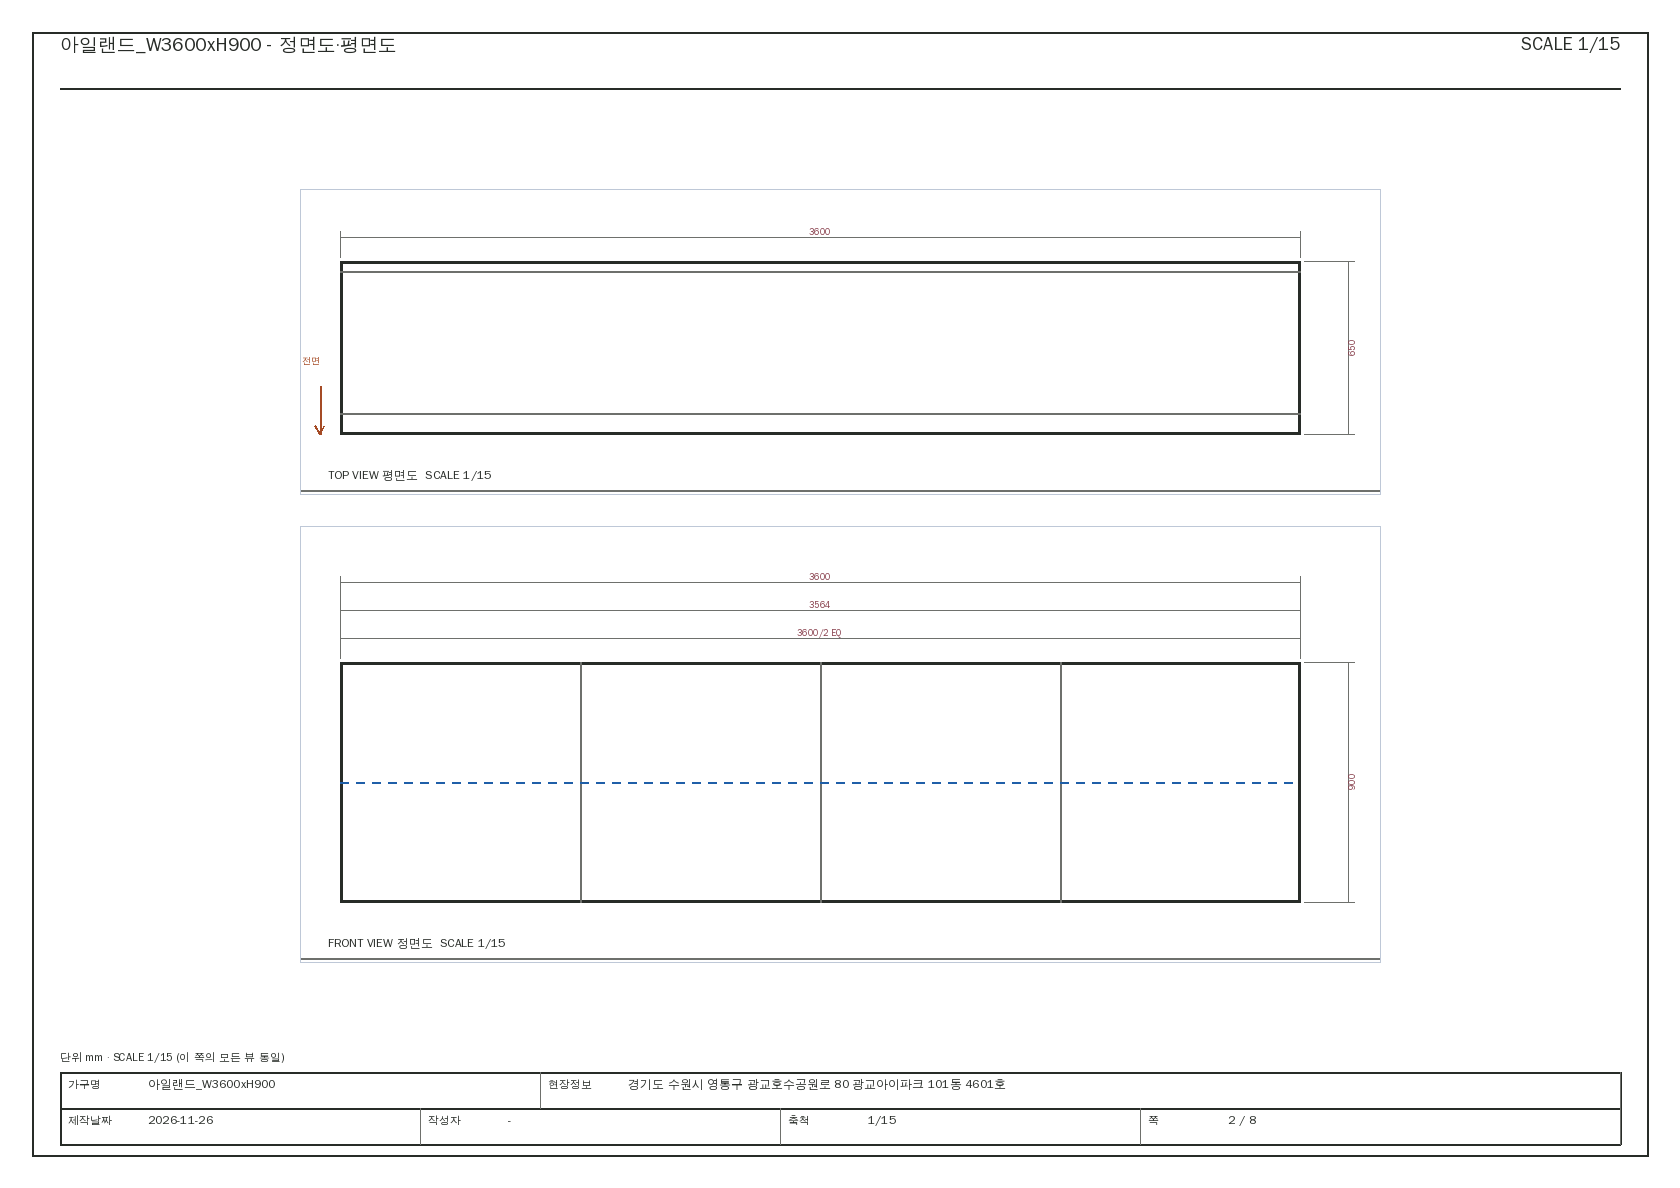 아일랜드_W3600xH900 - 정면도·평면도
SCALE 1/15
3600
650
전면
TOP VIEW 평면도 SCALE 1/15
3600
3564
3600/2 EQ
900
FRONT VIEW 정면도 SCALE 1/15
단위 mm · SCALE 1/15 (이 쪽의 모든 뷰 동일)
가구명 아일랜드_W3600xH900 현장정보 경기도 수원시 영통구 광교호수공원로 80 광교아이파크 101동 4601호
제작날짜 2026-11-26 작성자 - 축척 1/15 쪽 2 / 8